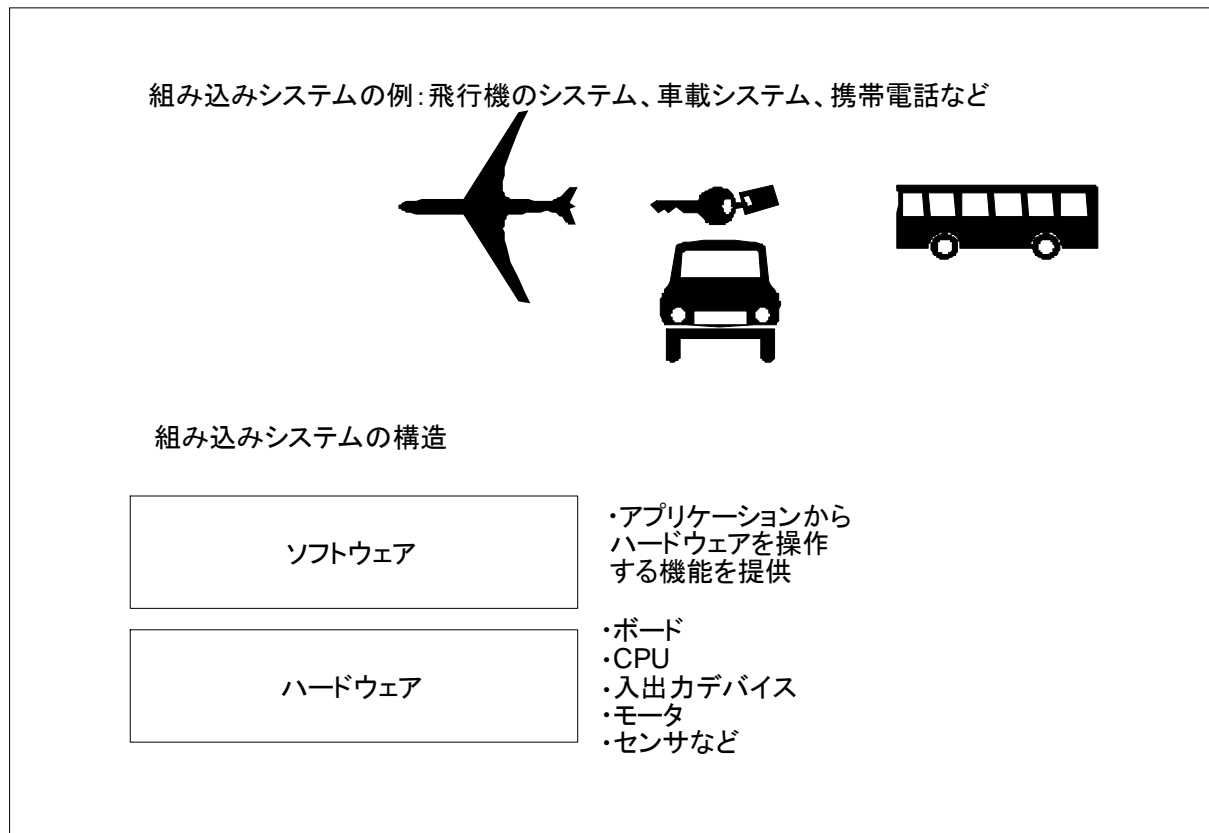 組み込みシステムの例：飛行機のシステム、車載システム、携帯電話など
組み込みシステムの構造
ソフトウェア
・アプリケーションから
ハードウェアを操作
する機能を提供
ハードウェア
・ボード
・CPU
・入出力デバイス
・モータ
・センサなど